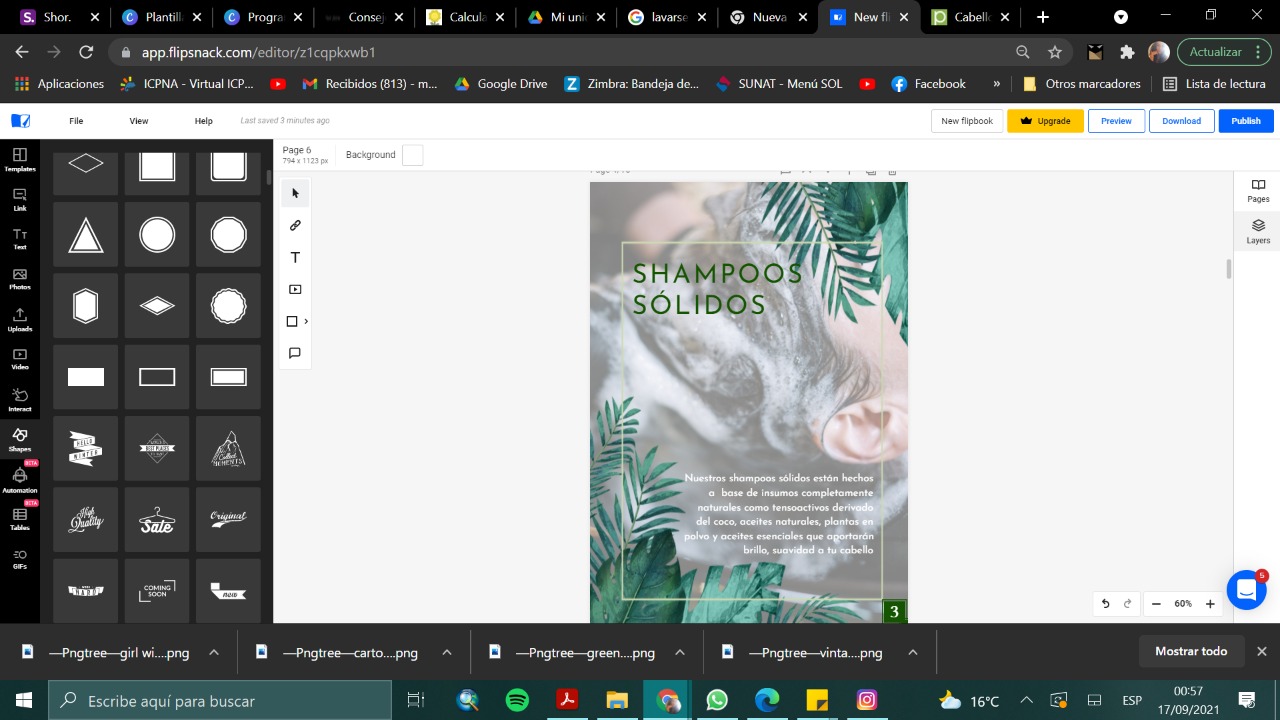 Shor.
Plantill
Progra
Consej
Calcula
Mi unid
lavarse
Nueva
New fli
Cabello
app.flipsnack.com/editor/z1cqpkxwb1
Actualizar
Aplicaciones
ICPNA - Virtual ICP...
Recibidos (813) - m...
Google Drive
Zimbra: Bandeja de...
SUNAT - Menú SOL
Facebook
»
Otros marcadores
Lista de lectura
File
View
Help
Last saved 3 minutes ago
New flipbook
Upgrade
Preview
Download
Publish
Page 6
794 x 1123 px
Background
Templates
Link
Text
Photos
Uploads
Video
Interact
Shapes
BETA
Automation
BETA
Tables
GIFs
HELLO
WINTER
Collect
MOMENTS
High
Quality
Sale
Original
COMING
SOON
new
T
Pages
Layers
SHAMPOOS
SÓLIDOS
Nuestros shampoos sólidos están hechos
a base de insumos completamente
naturales como tensoactivos derivado
del coco, aceites naturales, plantas en
polvo y aceites esenciales que aportarán
brillo, suavidad a tu cabello
3
60%
5
—Pngtree—girl wi....png
—Pngtree—carto....png
—Pngtree—green....png
—Pngtree—vinta....png
Mostrar todo
Escribe aquí para buscar
16°C
ESP
00:57
17/09/2021